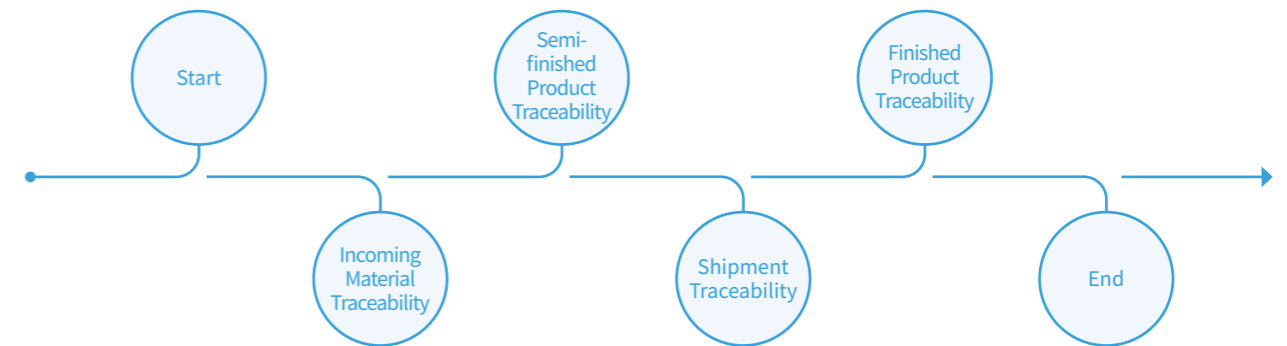 Start
Incoming
Material
Traceability
Semi-
finished
Product
Traceability
Shipment
Traceability
Finished
Product
Traceability
End